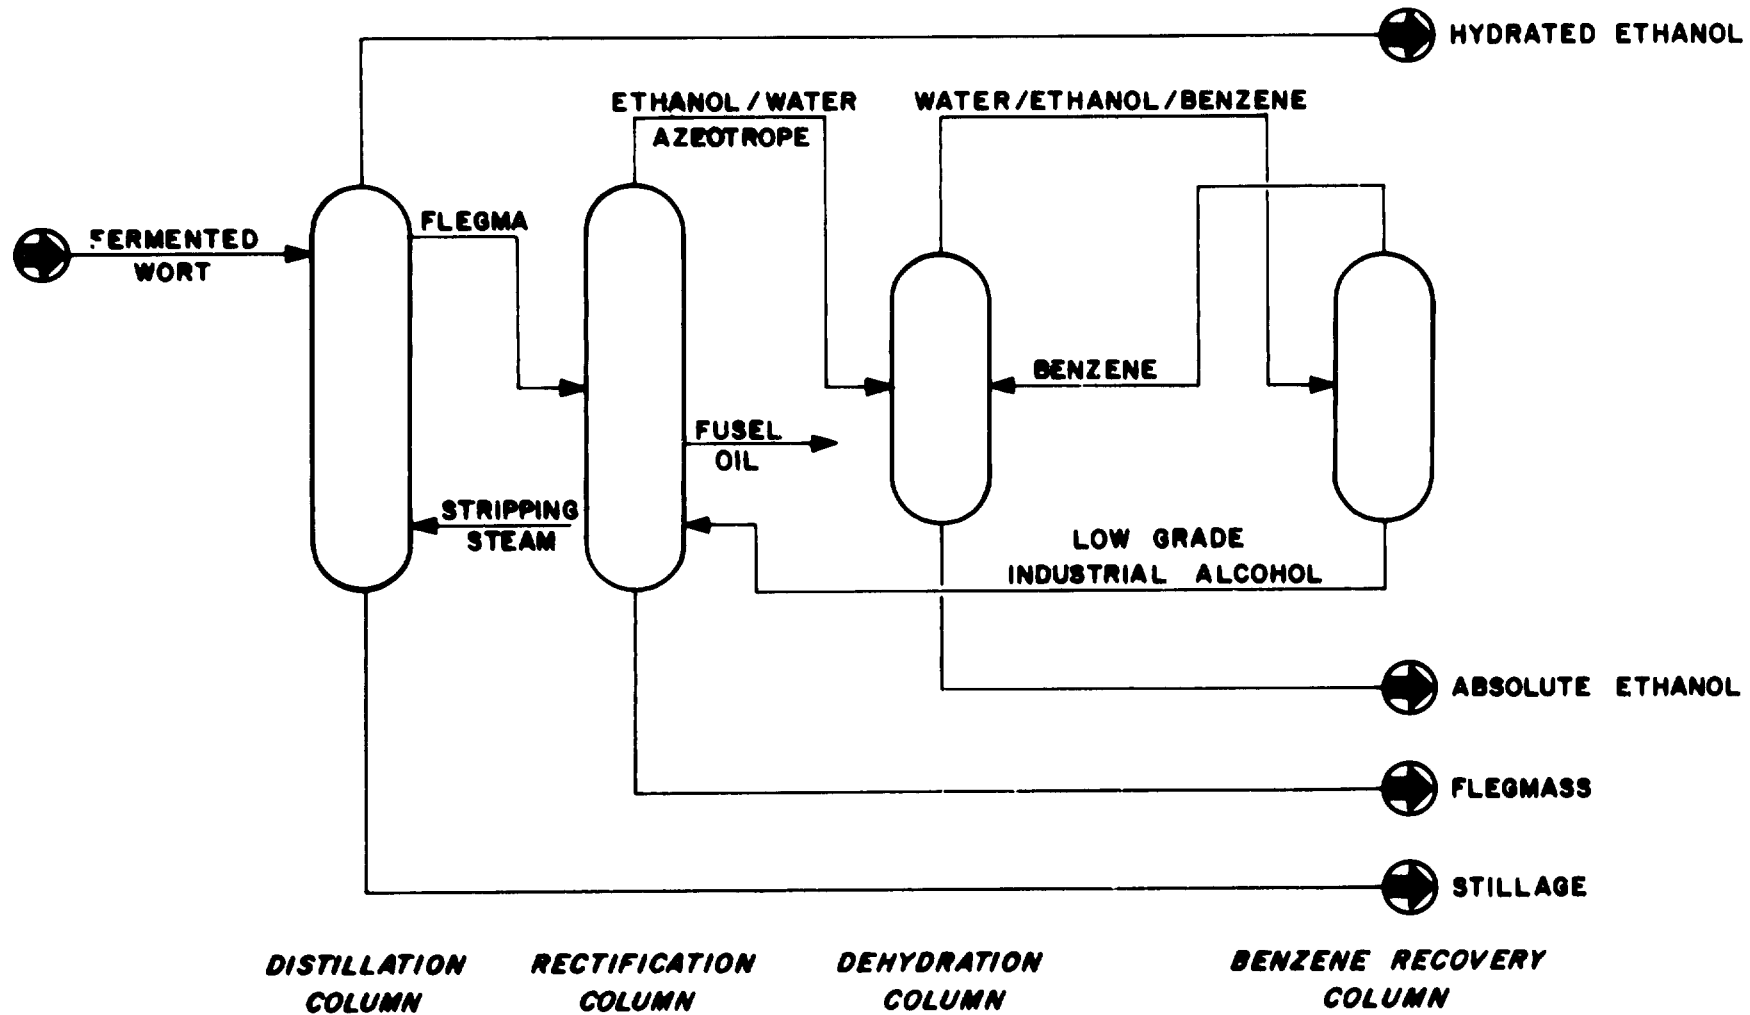 HYDRATED ETHANOL
ETHANOL/WATER
AZEOTROPE
WATER/ETHANOL/BENZENE
FLEGMA
FERMENTED
WORT
BENZENE
FUSEL
OIL
STRIPPING
STEAM
LOW GRADE
INDUSTRIAL ALCOHOL
ABSOLUTE ETHANOL
FLEGMASS
STILLAGE
DISTILLATION
COLUMN
RECTIFICATION
COLUMN
DEHYDRATION
COLUMN
BENZENE RECOVERY
COLUMN